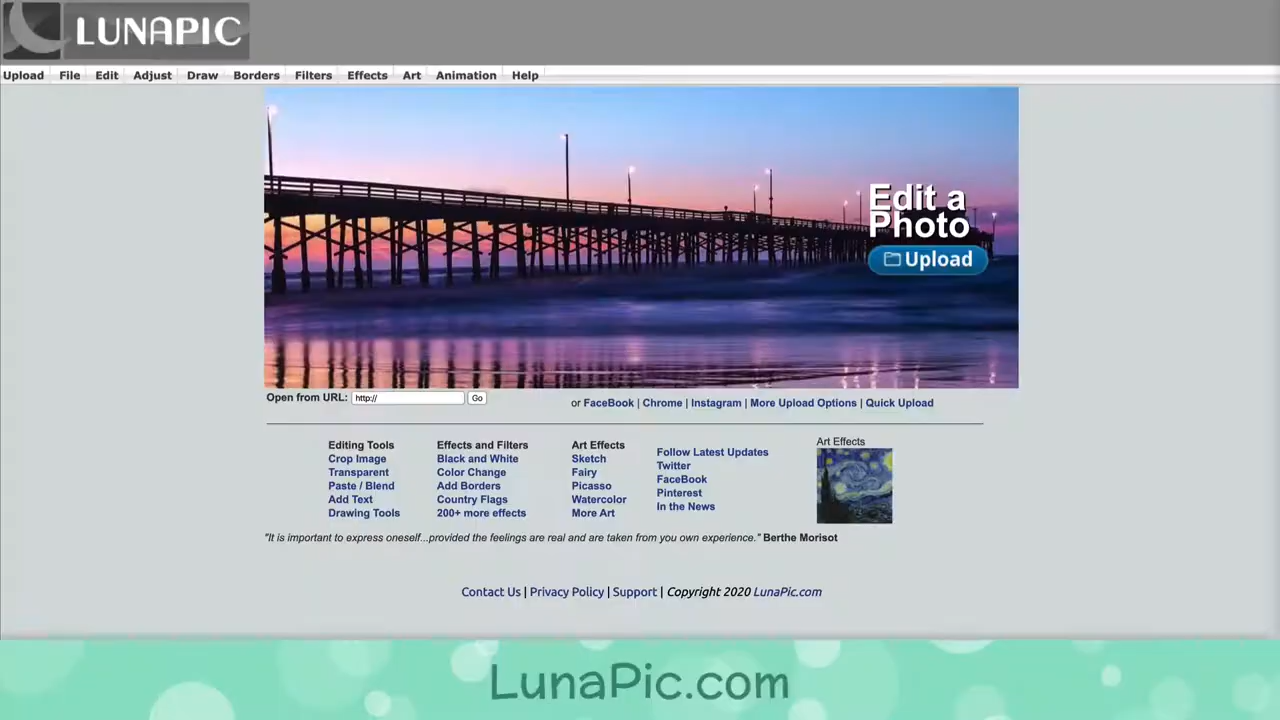 LUNAPIC
Upload File Edit Adjust Draw Borders Filters Effects Art Animation Help
Edit a
Photo
Upload
Open from URL: http:// Go
or FaceBook | Chrome | Instagram | More Upload Options | Quick Upload
Editing Tools
Crop Image
Transparent
Paste / Blend
Add Text
Drawing Tools
Effects and Filters
Black and White
Color Change
Add Borders
Country Flags
200+ more effects
Art Effects
Sketch
Fairy
Picasso
Watercolor
More Art
Follow Latest Updates
Twitter
FaceBook
Pinterest
In the News
Art Effects
"It is important to express oneself...provided the feelings are real and are taken from you own experience." Berthe Morisot
Contact Us | Privacy Policy | Support | Copyright 2020 LunaPic.com
LunaPic.com